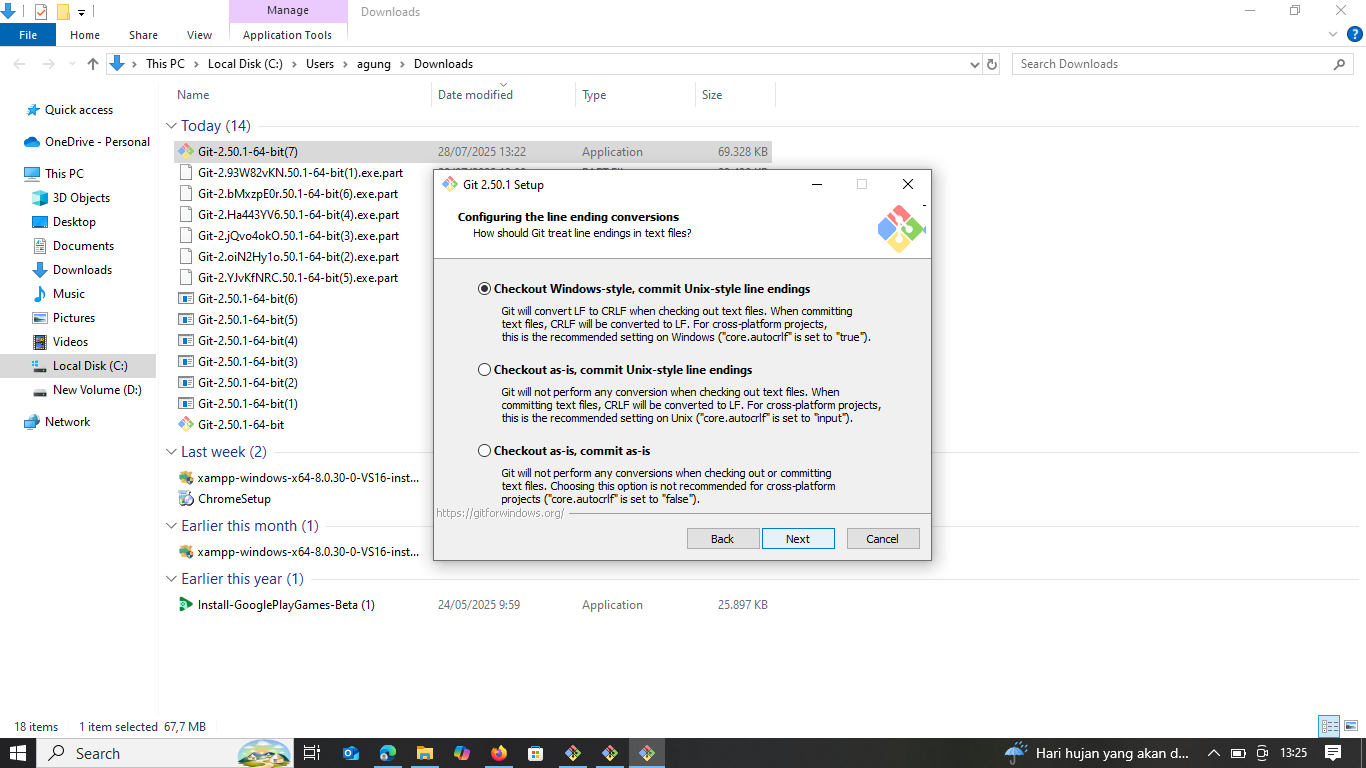 Manage
Downloads
File
Home
Share
View
Application Tools
This PC
Local Disk (C:)
Users
agung
Downloads
Search Downloads
Name
Date modified
Type
Size
Quick access
OneDrive - Personal
This PC
3D Objects
Desktop
Documents
Downloads
Music
Pictures
Videos
Local Disk (C:)
New Volume (D:)
Network
Today (14)
Git-2.50.1-64-bit(7) 28/07/2025 13:22 Application 69.328 KB
Git-2.93W82vKN.50.1-64-bit(1).exe.part
Git-2.bMxzpE0r.50.1-64-bit(6).exe.part
Git-2.Ha443YV6.50.1-64-bit(4).exe.part
Git-2.jQvo4okO.50.1-64-bit(3).exe.part
Git-2.oiN2Hy1o.50.1-64-bit(2).exe.part
Git-2.YJvKfNRC.50.1-64-bit(5).exe.part
Git-2.50.1-64-bit(6)
Git-2.50.1-64-bit(5)
Git-2.50.1-64-bit(4)
Git-2.50.1-64-bit(3)
Git-2.50.1-64-bit(2)
Git-2.50.1-64-bit(1)
Git-2.50.1-64-bit
Last week (2)
xampp-windows-x64-8.0.30-0-VS16-inst...
ChromeSetup
Earlier this month (1)
xampp-windows-x64-8.0.30-0-VS16-inst...
Earlier this year (1)
Install-GooglePlayGames-Beta (1) 24/05/2025 9:59 Application 25.897 KB
Git 2.50.1 Setup
Configuring the line ending conversions
How should Git treat line endings in text files?
Checkout Windows-style, commit Unix-style line endings
Git will convert LF to CRLF when checking out text files. When committing
text files, CRLF will be converted to LF. For cross-platform projects,
this is the recommended setting on Windows ("core.autocrlf" is set to "true").
Checkout as-is, commit Unix-style line endings
Git will not perform any conversion when checking out text files. When
committing text files, CRLF will be converted to LF. For cross-platform projects,
this is the recommended setting on Unix ("core.autocrlf" is set to "input").
Checkout as-is, commit as-is
Git will not perform any conversions when checking out or committing
text files. Choosing this option is not recommended for cross-platform
projects ("core.autocrlf" is set to "false").
https://gitforwindows.org/
Back
Next
Cancel
18 items
1 item selected 67,7 MB
Search
Hari hujan yang akan d...
13:25